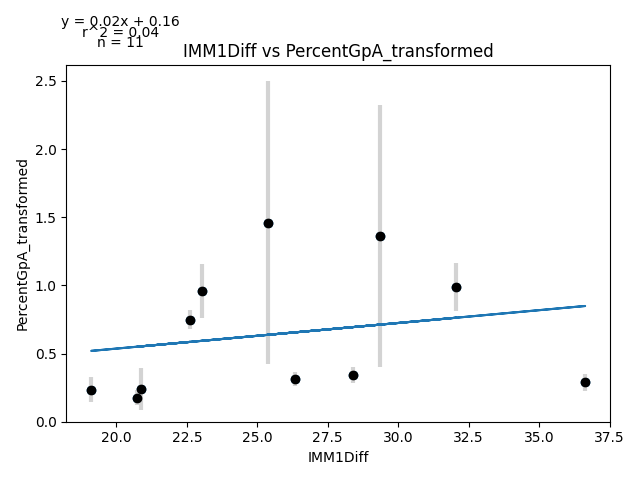 y = 0.02x + 0.16
r^2 = 0.04
n = 11
IMM1Diff vs PercentGpA_transformed
2.5
2.0
1.5
1.0
0.5
0.0
PercentGpA_transformed
20.0 22.5 25.0 27.5 30.0 32.5 35.0 37.5
IMM1Diff